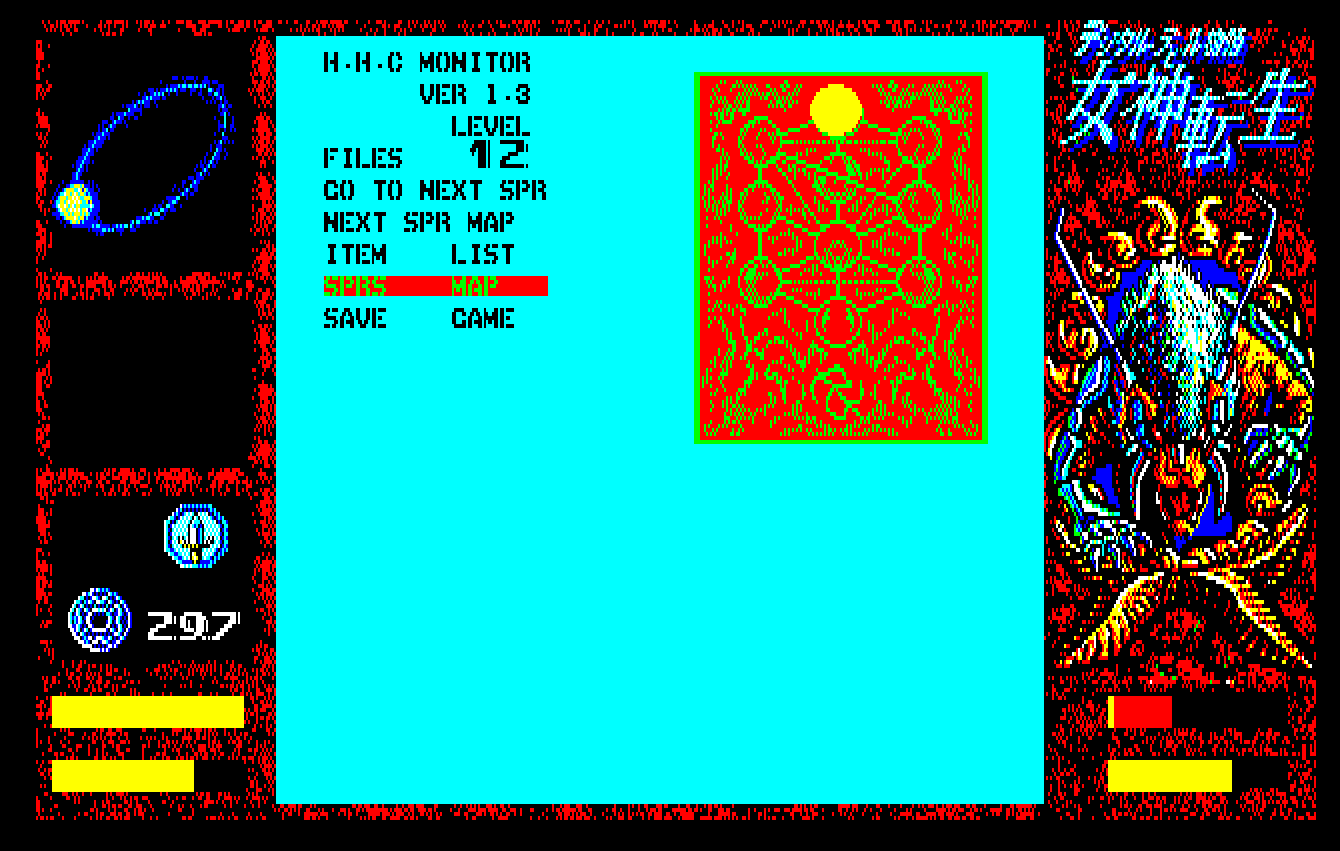 H.H.C MONITOR
VER 1.3
LEVEL
FILES 12
GO TO NEXT SPR
NEXT SPR MAP
ITEM LIST
SPRS MAP
SAVE GAME
297
デジタル・デビル物語
女神転生